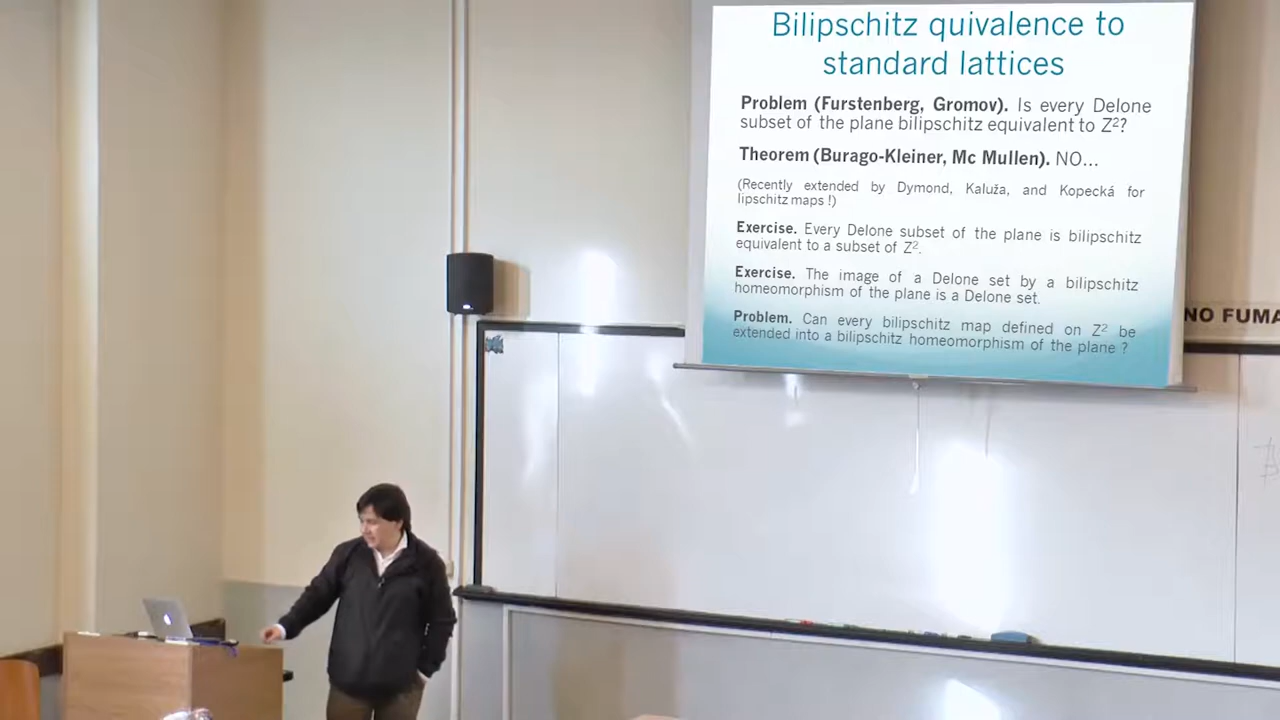 Bilipschitz quivalence to
standard lattices
Problem (Furstenberg, Gromov). Is every Delone
subset of the plane bilipschitz equivalent to Z²?
Theorem (Burago-Kleiner, Mc Mullen). NO...
(Recently extended by Dymond, Kaluža, and Kopecká for
lipschitz maps !)
Exercise. Every Delone subset of the plane is bilipschitz
equivalent to a subset of Z².
Exercise. The image of a Delone set by a bilipschitz
homeomorphism of the plane is a Delone set.
Problem. Can every bilipschitz map defined on Z² be
extended into a bilipschitz homeomorphism of the plane ?
NO FUMA